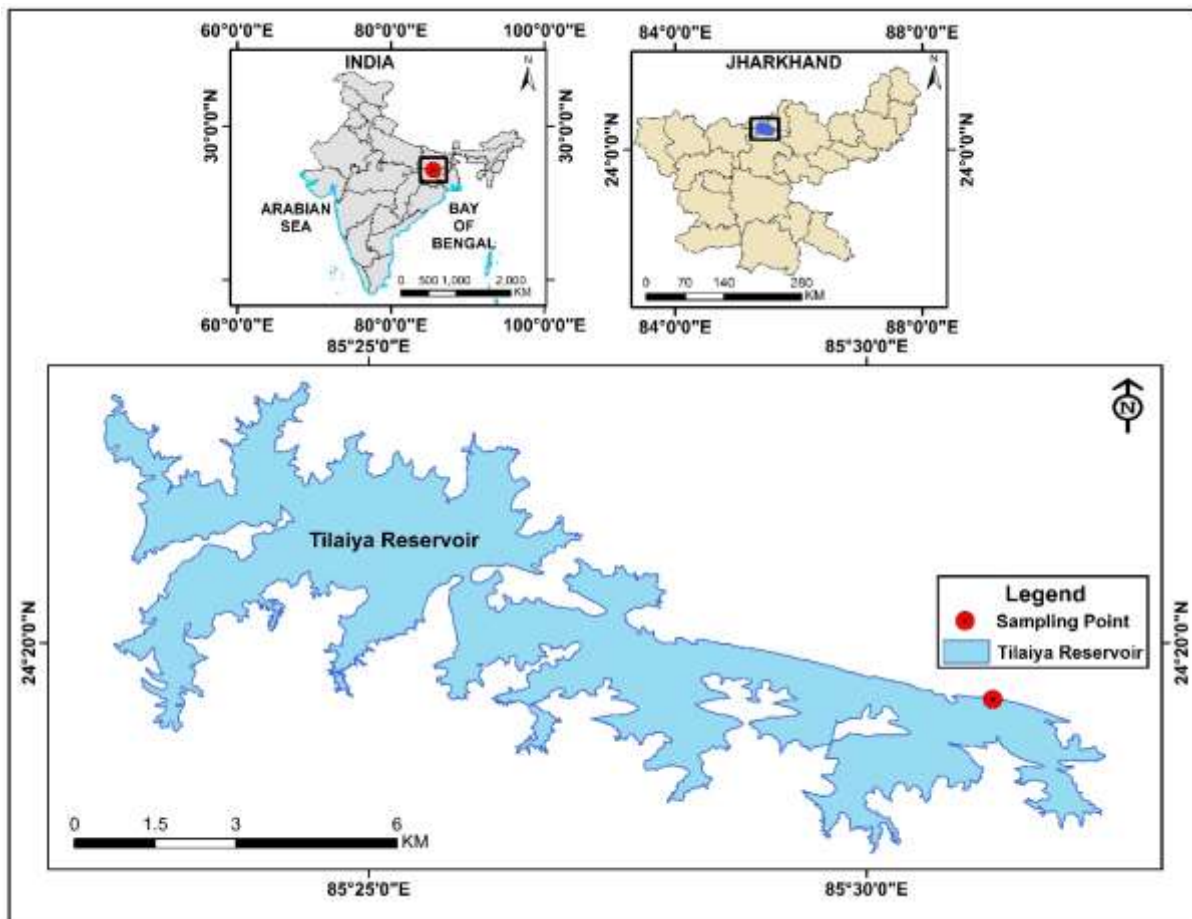 60°0'0"E 80°0'0"E 100°0'0"E
84°0'0"E 88°0'0"E
INDIA
N
30°0'0"N
30°0'0"N
ARABIAN
SEA
BAY
OF
BENGAL
0 500 1,000 2,000
KM
60°0'0"E 80°0'0"E 100°0'0"E
JHARKHAND
N
24°0'0"N
24°0'0"N
0 70 140 280
KM
84°0'0"E 88°0'0"E
85°25'0"E 85°30'0"E
N
Tilaiya Reservoir
24°20'0"N
24°20'0"N
Legend
Sampling Point
Tilaiya Reservoir
0 1.5 3 6
KM
85°25'0"E 85°30'0"E